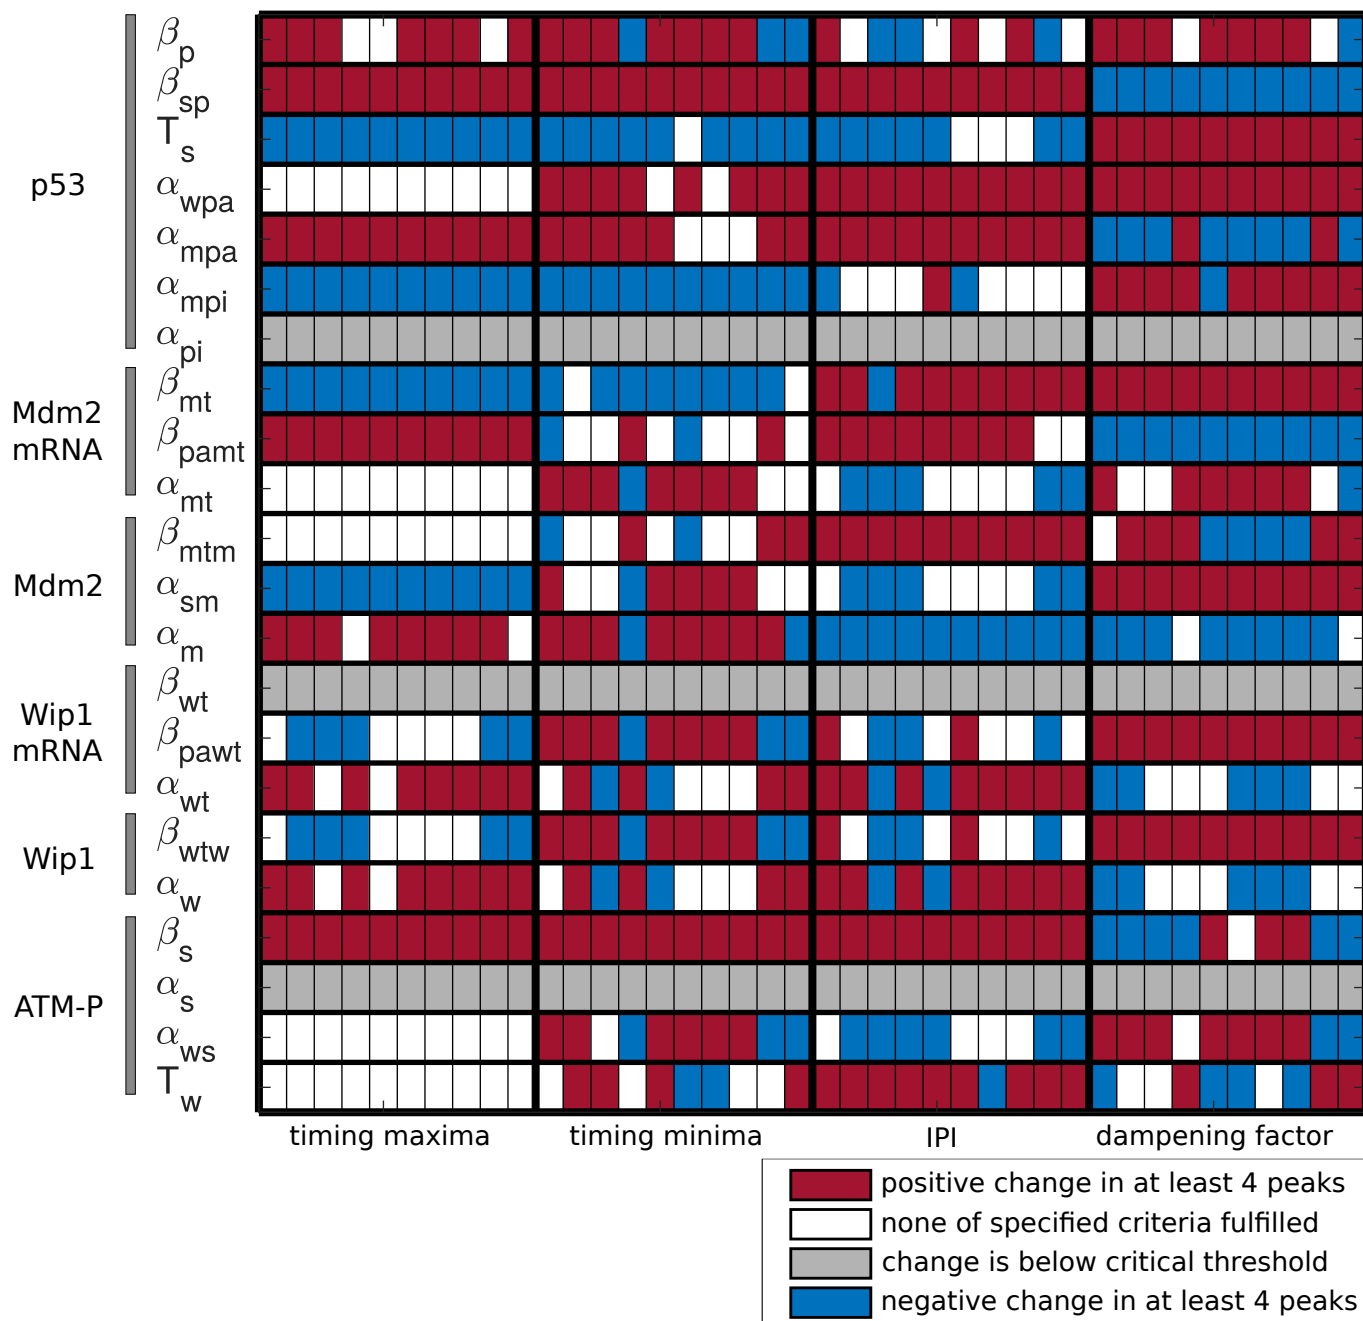 p53
β_p
β_sp
T_s
α_wpa
α_mpa
α_mpi
α_pi
Mdm2
mRNA
β_mt
β_pamt
α_mt
Mdm2
β_mtm
α_sm
α_m
Wip1
mRNA
β_wt
β_pawt
α_wt
Wip1
β_wtw
α_w
ATM-P
β_s
α_s
α_ws
T_w
timing maxima
timing minima
IPI
dampening factor
positive change in at least 4 peaks
none of specified criteria fulfilled
change is below critical threshold
negative change in at least 4 peaks